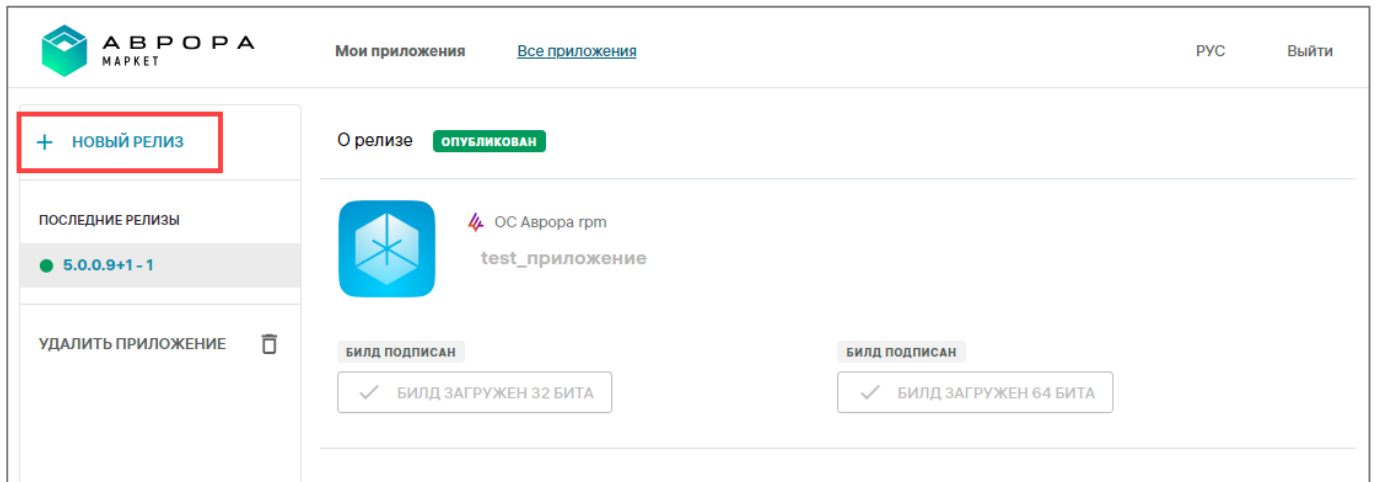 АВРОРА
МАРКЕТ
Мои приложения
Все приложения
РУС
Выйти
+ НОВЫЙ РЕЛИЗ
О релизе
ОПУБЛИКОВАН
ПОСЛЕДНИЕ РЕЛИЗЫ
5.0.0.9+1 - 1
ОС Аврора rpm
test_приложение
УДАЛИТЬ ПРИЛОЖЕНИЕ
БИЛД ПОДПИСАН
БИЛД ПОДПИСАН
БИЛД ЗАГРУЖЕН 32 БИТА
БИЛД ЗАГРУЖЕН 64 БИТА